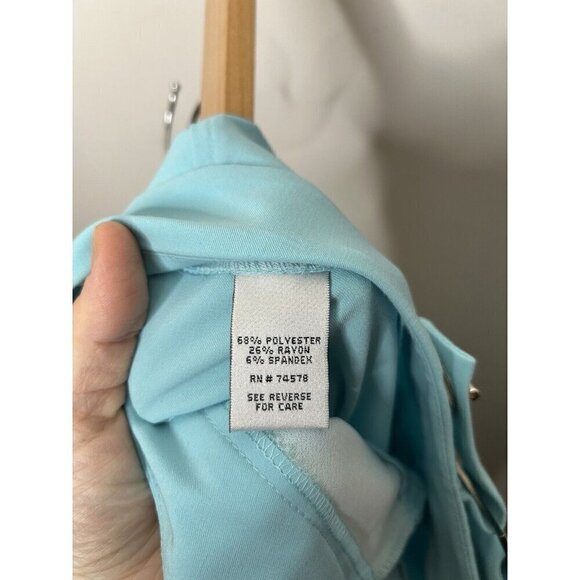 68% POLYESTER
26% RAYON
6% SPANDEX
RN # 74578
SEE REVERSE
FOR CARE